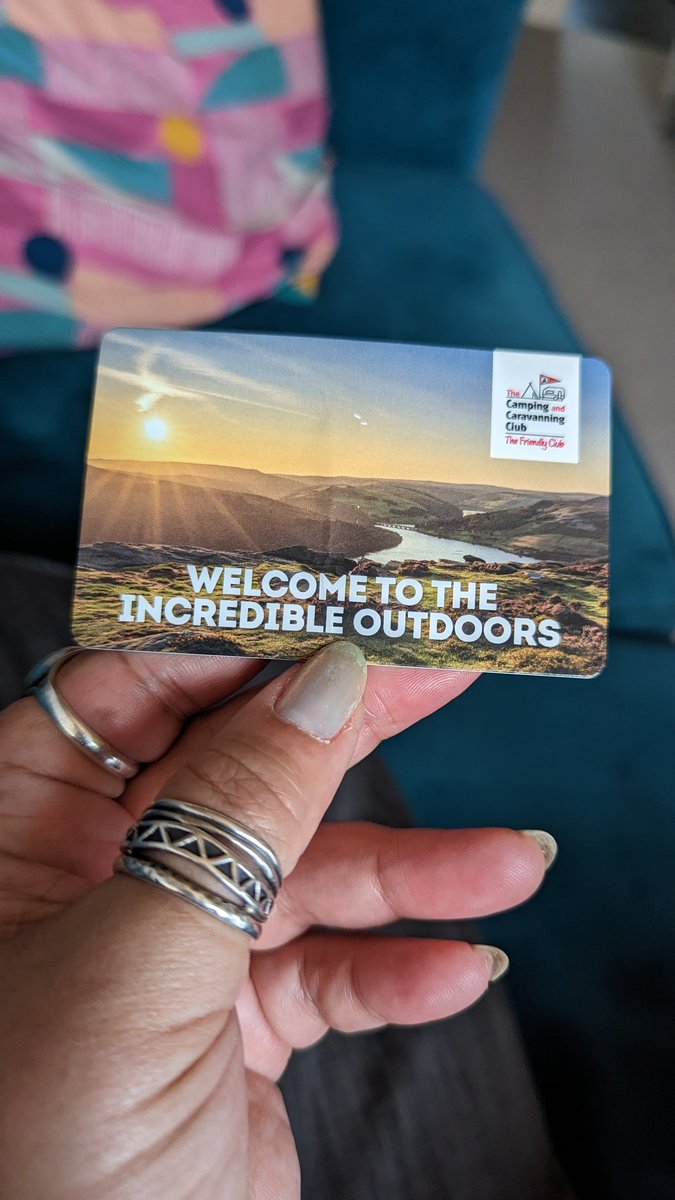 The
Camping and
Caravanning
Club
The Friendly Club
WELCOME TO THE
INCREDIBLE OUTDOORS